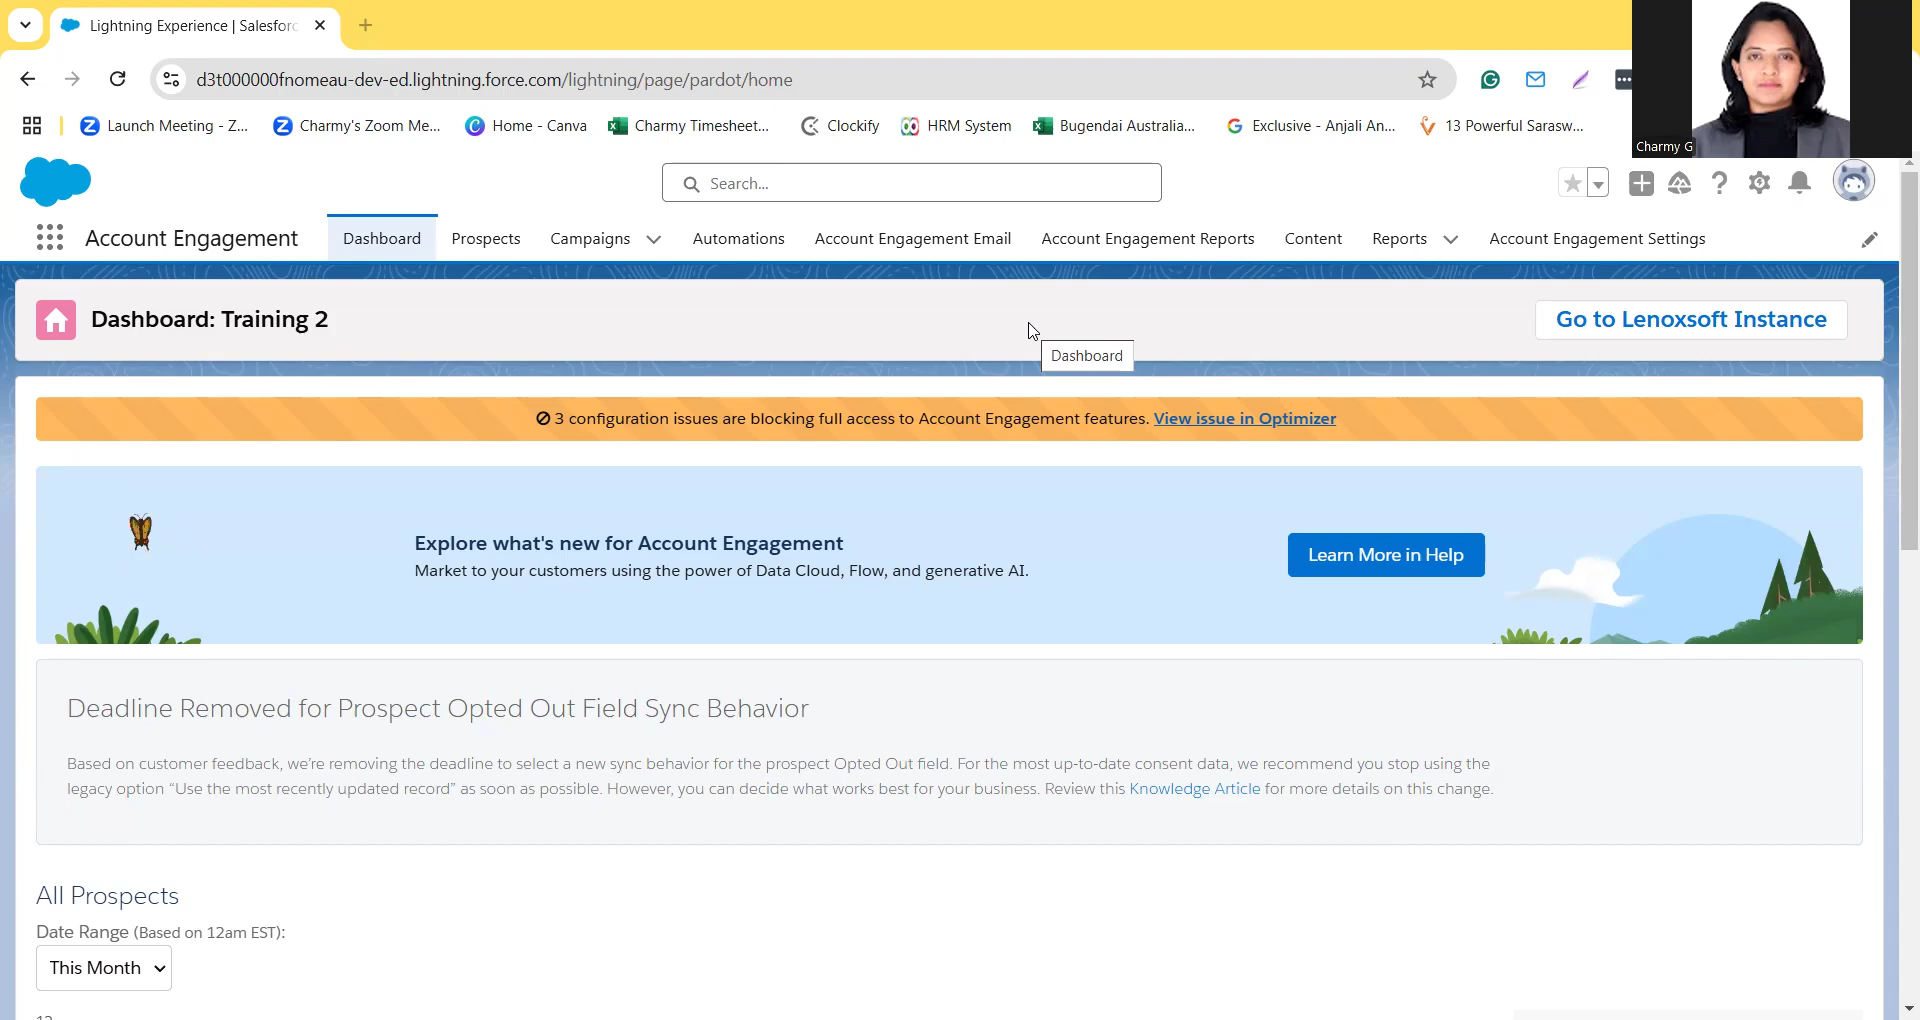 Lightning Experience | Salesforc
d3t000000fnomeau-dev-ed.lightning.force.com/lightning/page/pardot/home
Launch Meeting - Z... Charmy's Zoom Me... Home - Canva Charmy Timesheet... Clockify HRM System Bugendai Australia... Exclusive - Anjali An... 13 Powerful Sarasw...
Charmy G
Search...
Account Engagement Dashboard Prospects Campaigns Automations Account Engagement Email Account Engagement Reports Content Reports Account Engagement Settings
Dashboard: Training 2 Go to Lenoxsoft Instance
Dashboard
3 configuration issues are blocking full access to Account Engagement features. View issue in Optimizer
Explore what's new for Account Engagement
Market to your customers using the power of Data Cloud, Flow, and generative AI.
Learn More in Help
Deadline Removed for Prospect Opted Out Field Sync Behavior
Based on customer feedback, we're removing the deadline to select a new sync behavior for the prospect Opted Out field. For the most up-to-date consent data, we recommend you stop using the
legacy option “Use the most recently updated record” as soon as possible. However, you can decide what works best for your business. Review this Knowledge Article for more details on this change.
All Prospects
Date Range (Based on 12am EST):
This Month